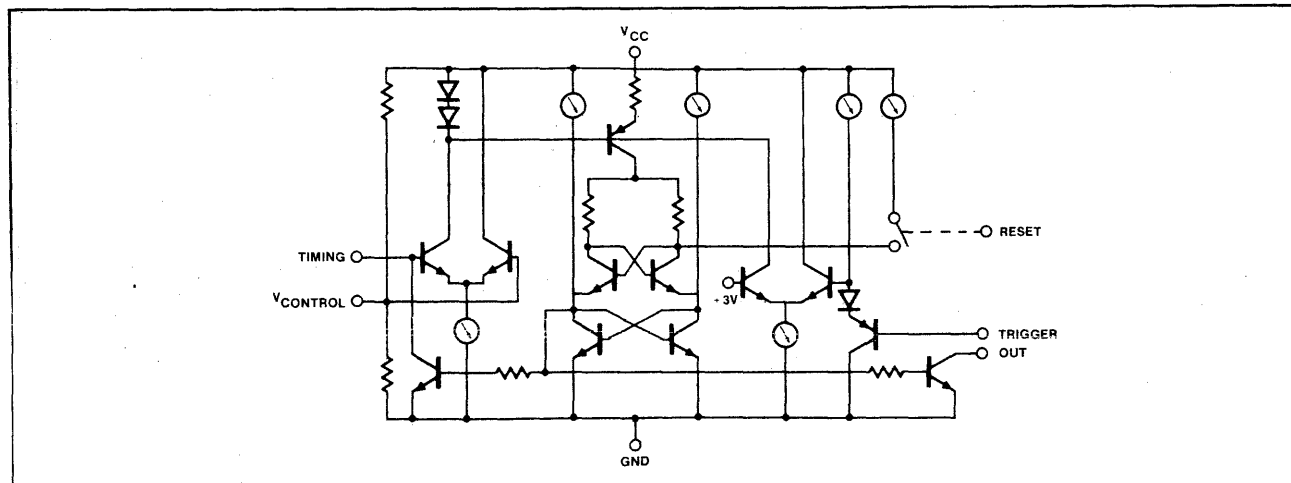 VCC
RESET
TIMING
+3V
VCONTROL
TRIGGER
OUT
GND